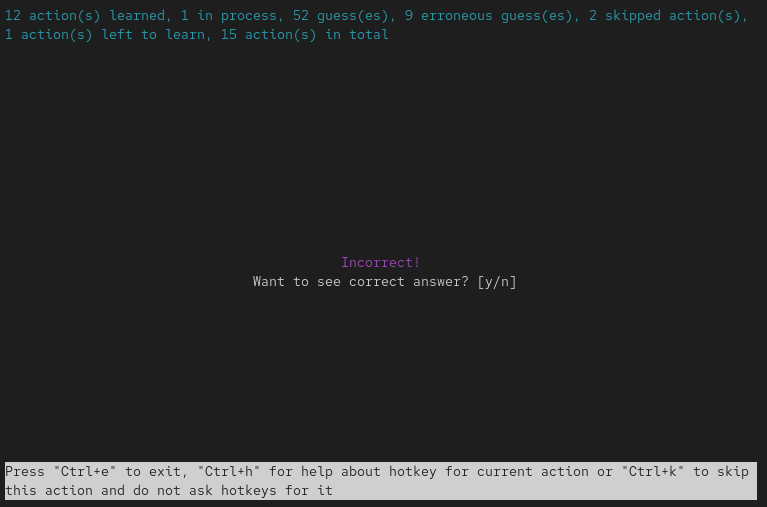 12 action(s) learned, 1 in process, 52 guess(es), 9 erroneous guess(es), 2 skipped action(s),
1 action(s) left to learn, 15 action(s) in total
Incorrect!
Want to see correct answer? [y/n]
Press "Ctrl+e" to exit, "Ctrl+h" for help about hotkey for current action or "Ctrl+k" to skip
this action and do not ask hotkeys for it